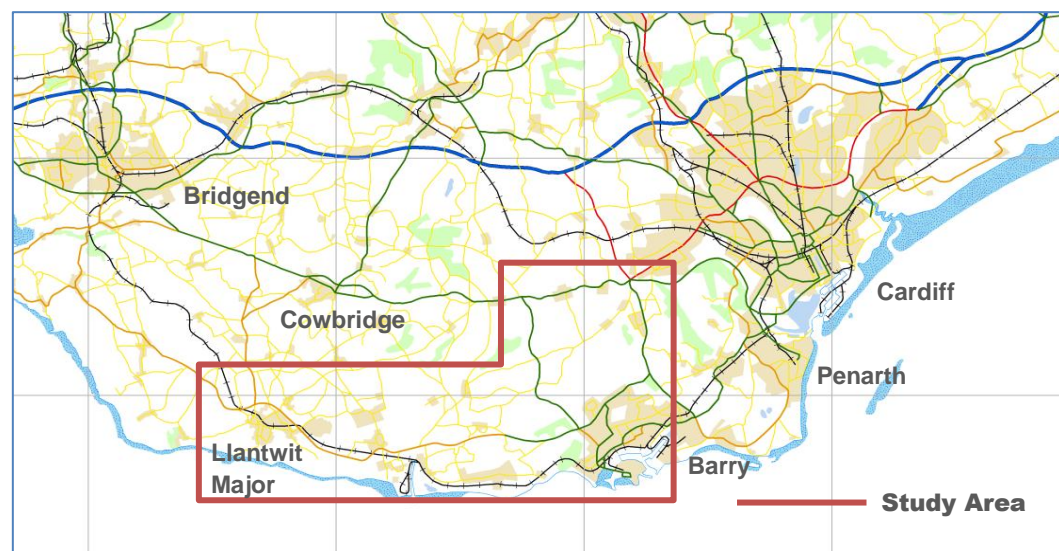 Bridgend
Cowbridge
Cardiff
Penarth
Llantwit
Major
Barry
Study Area